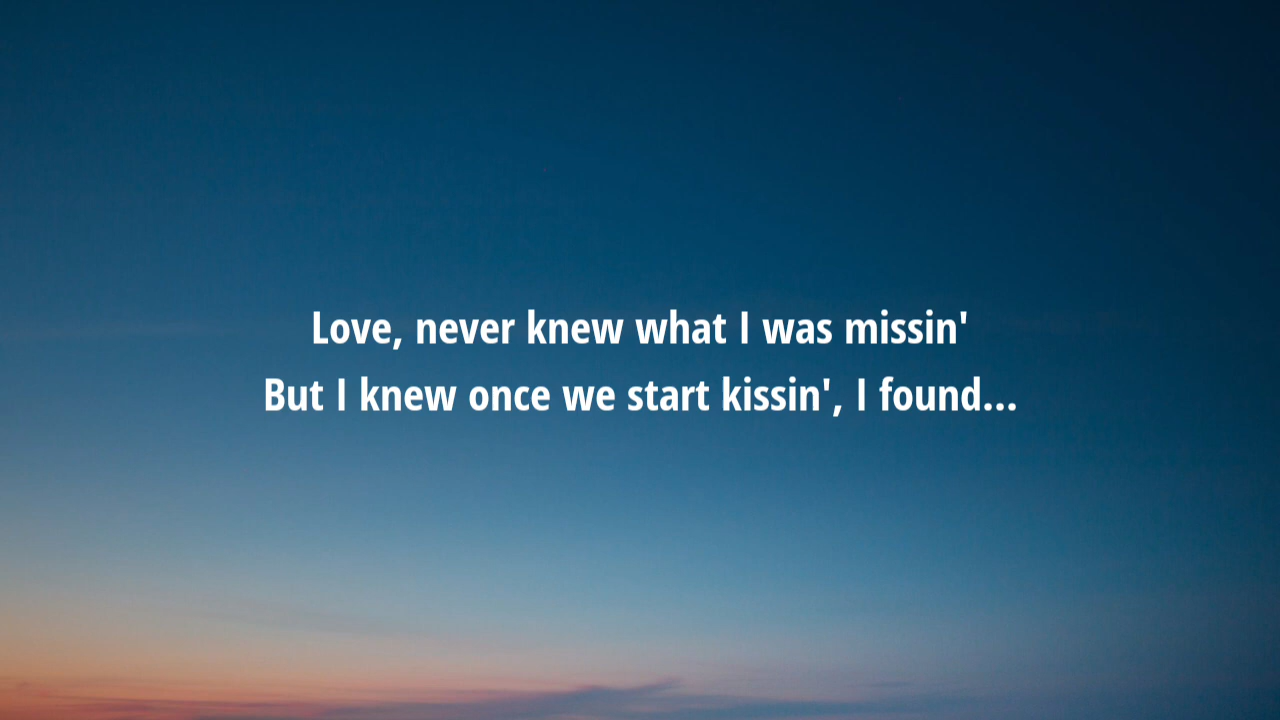 Love, never knew what I was missin'
But I knew once we start kissin', I found...